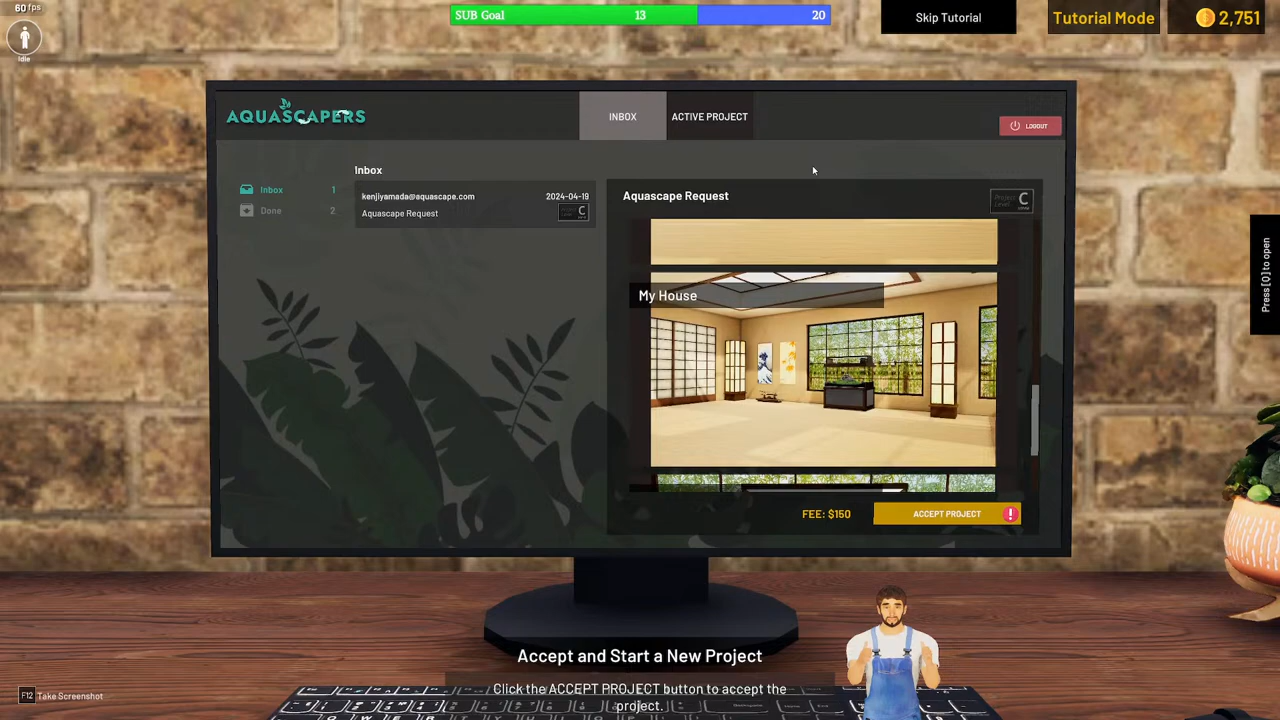 60 fps
SUB Goal 13 20
Skip Tutorial
Tutorial Mode
2,751
Idle
AQUASCAPERS
INBOX
ACTIVE PROJECT
LOGOUT
Inbox
Inbox 1
Done 2
kenjiyamada@aquascape.com 2024-04-19
Aquascape Request
C
Aquascape Request
Project
Level
C
My House
FEE: $150
ACCEPT PROJECT
!
Press [Q] to open
Accept and Start a New Project
Click the ACCEPT PROJECT button to accept the
project.
F12 Take Screenshot